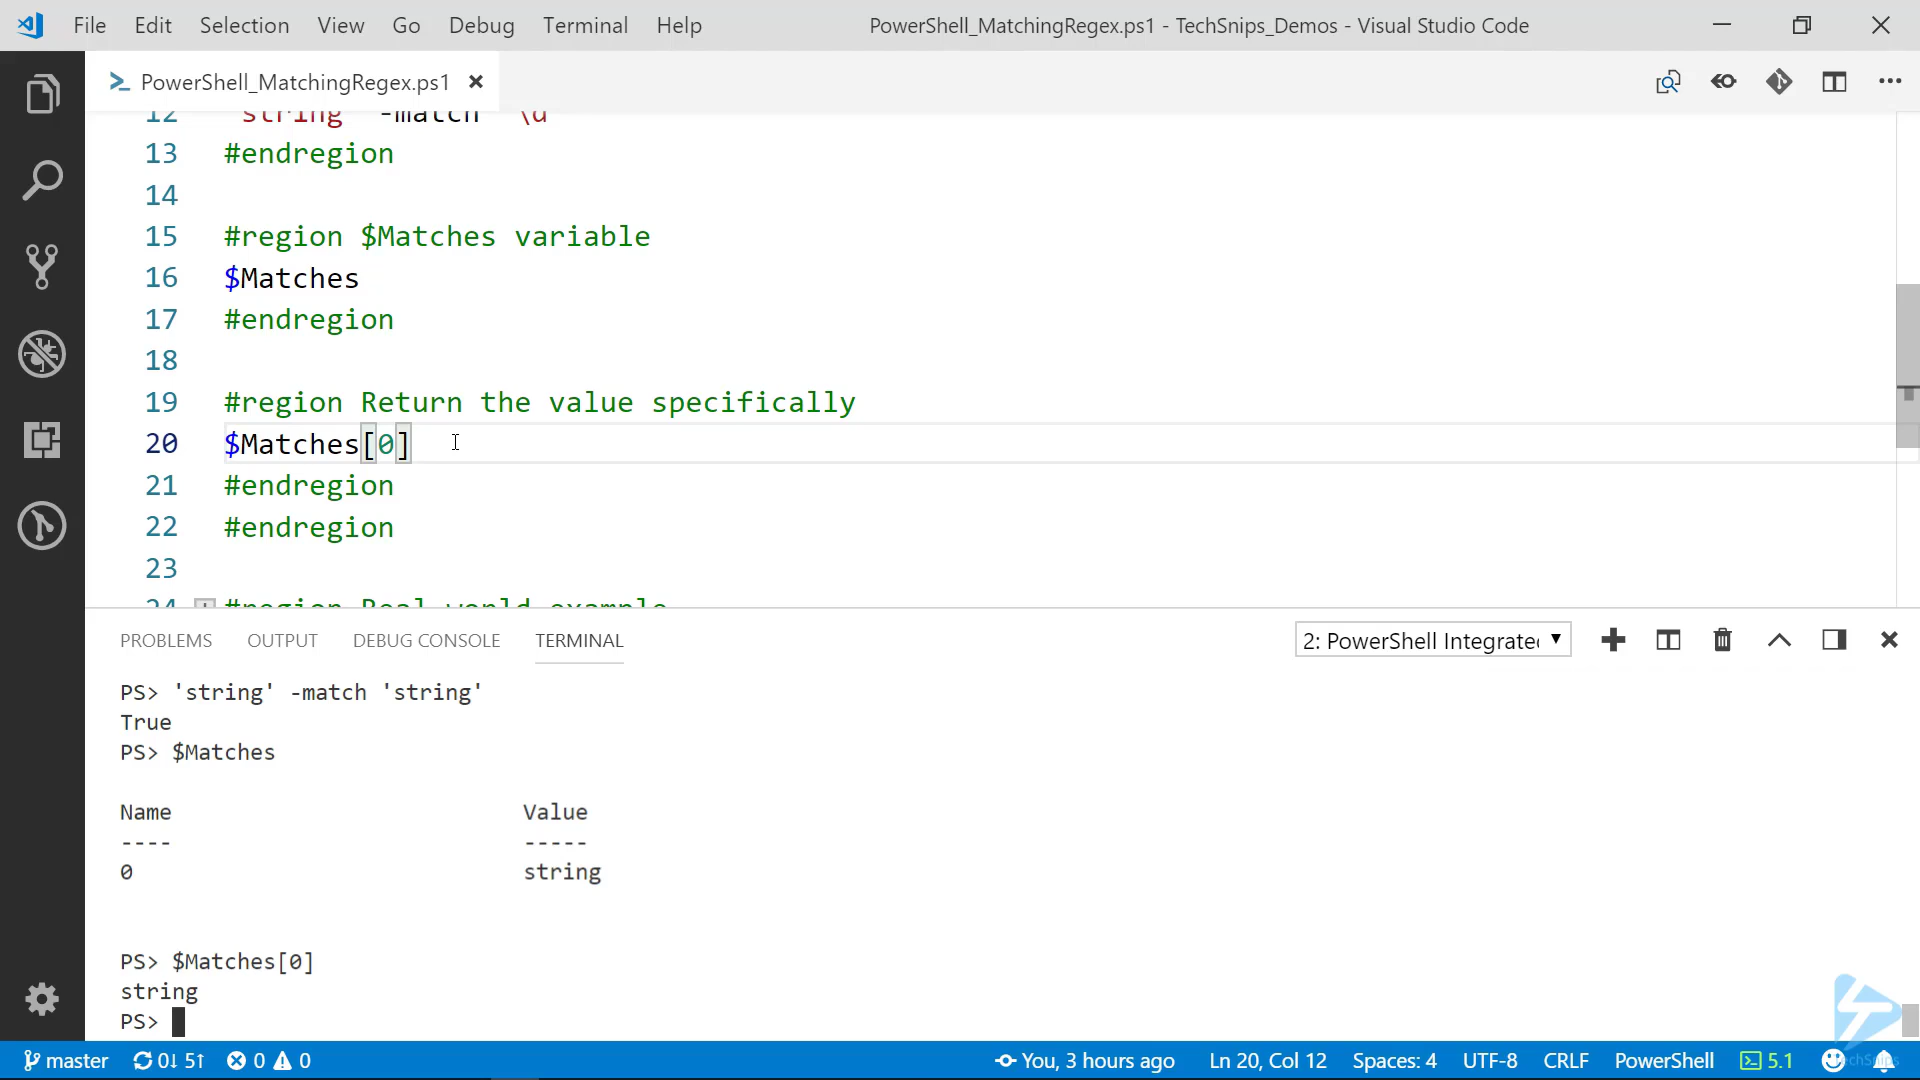 File Edit Selection View Go Debug Terminal Help PowerShell_MatchingRegex.ps1 - TechSnips_Demos - Visual Studio Code
PowerShell_MatchingRegex.ps1
12 'string' -match '\d'
13 #endregion
14
15 #region $Matches variable
16 $Matches
17 #endregion
18
19 #region Return the value specifically
20 $Matches[0]
21 #endregion
22 #endregion
23
24 #region Real world example
PROBLEMS OUTPUT DEBUG CONSOLE TERMINAL 2: PowerShell Integrate
PS> 'string' -match 'string'
True
PS> $Matches
Name Value
---- -----
0 string
PS> $Matches[0]
string
PS>
master 0↓ 5↑ 0 0 You, 3 hours ago Ln 20, Col 12 Spaces: 4 UTF-8 CRLF PowerShell 5.1